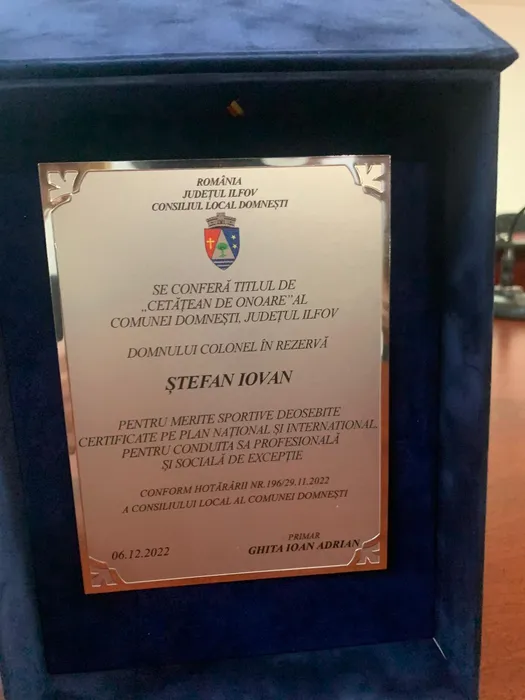 ROMÂNIA
JUDEȚUL ILFOV
CONSILIUL LOCAL DOMNEȘTI
SE CONFERĂ TITLUL DE
„CETĂȚEAN DE ONOARE”AL
COMUNEI DOMNEȘTI, JUDEȚUL ILFOV
DOMNULUI COLONEL ÎN REZERVĂ
ȘTEFAN IOVAN
PENTRU MERITE SPORTIVE DEOSEBITE
CERTIFICATE PE PLAN NAȚIONAL ȘI INTERNATIONAL,
PENTRU CONDUITA SA PROFESIONALĂ
ȘI SOCIALĂ DE EXCEPȚIE
CONFORM HOTĂRÂRII NR.196/29.11.2022
A CONSILIULUI LOCAL AL COMUNEI DOMNEȘTI
PRIMAR
06.12.2022 GHITA IOAN ADRIAN